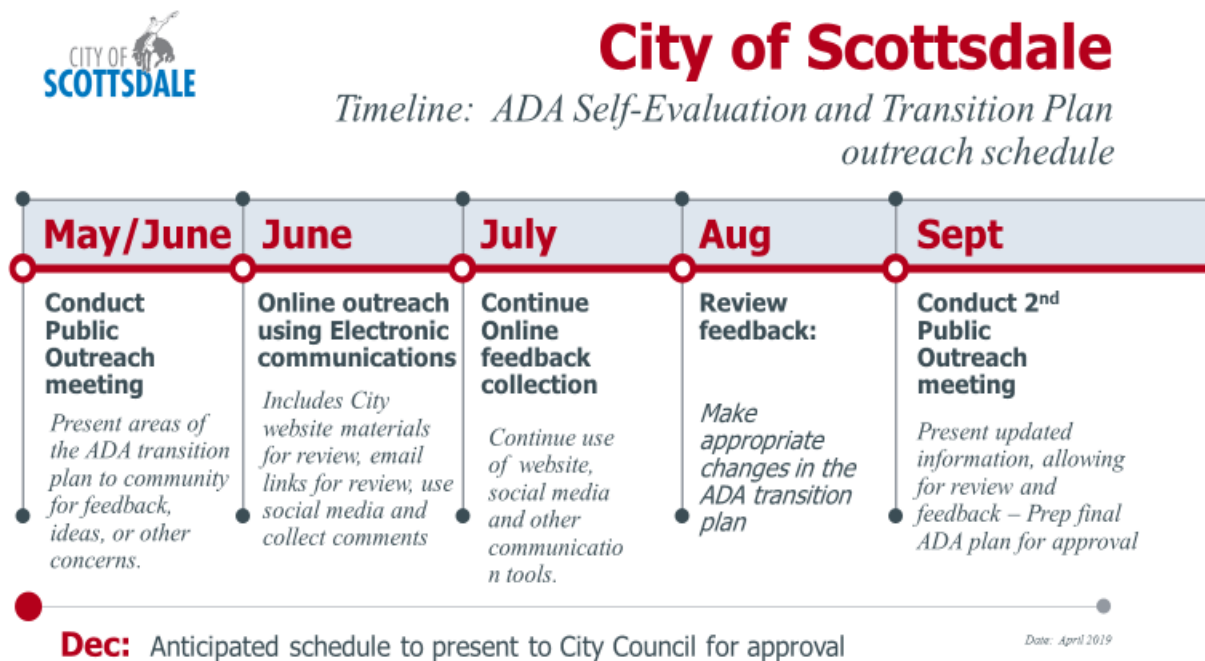 CITY OF
SCOTTSDALE
City of Scottsdale
Timeline: ADA Self-Evaluation and Transition Plan
outreach schedule
May/June
Conduct
Public
Outreach
meeting
Present areas of
the ADA transition
plan to community
for feedback,
ideas, or other
concerns.
June
Online outreach
using Electronic
communications
Includes City
website materials
for review, email
links for review, use
social media and
collect comments
July
Continue
Online
feedback
collection
Continue use
of website,
social media
and other
communicatio
n tools.
Aug
Review
feedback:
Make
appropriate
changes in the
ADA transition
plan
Sept
Conduct 2nd
Public
Outreach
meeting
Present updated
information, allowing
for review and
feedback – Prep final
ADA plan for approval
Dec: Anticipated schedule to present to City Council for approval
Date: April 2019